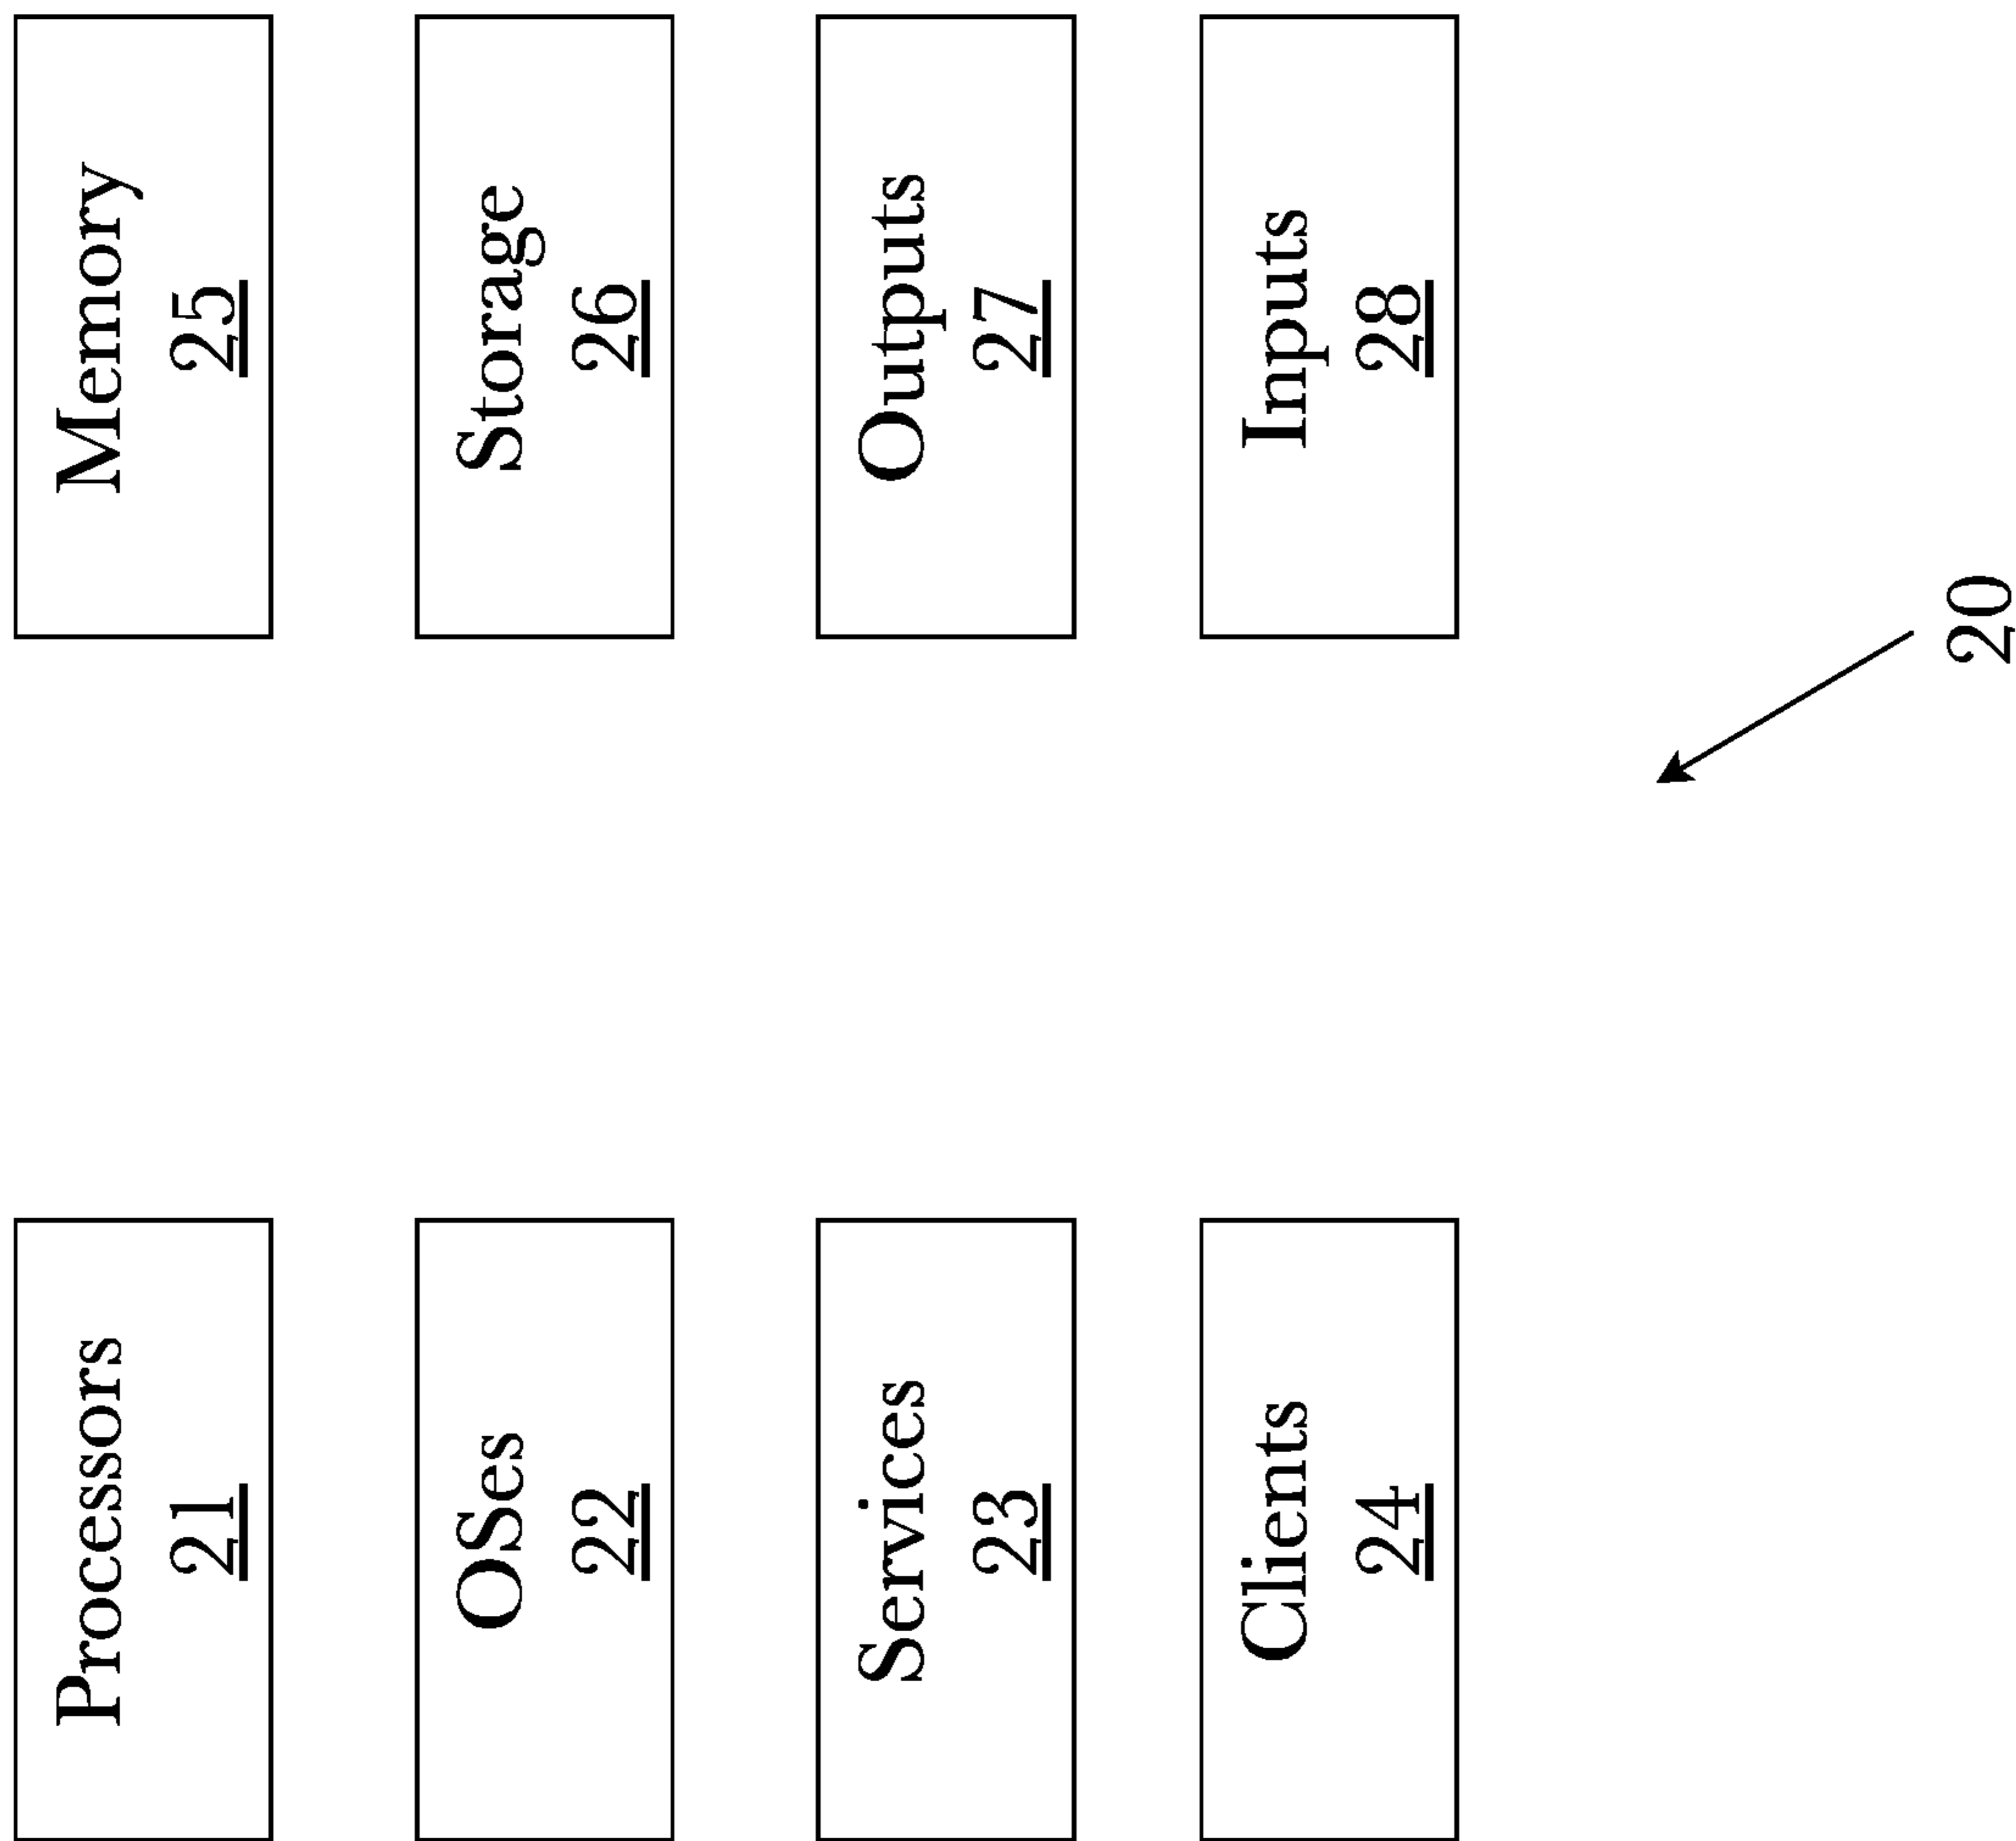 Processors
21
OSes
22
Services
23
Clients
24
Memory
25
Storage
26
Outputs
27
Inputs
28
20